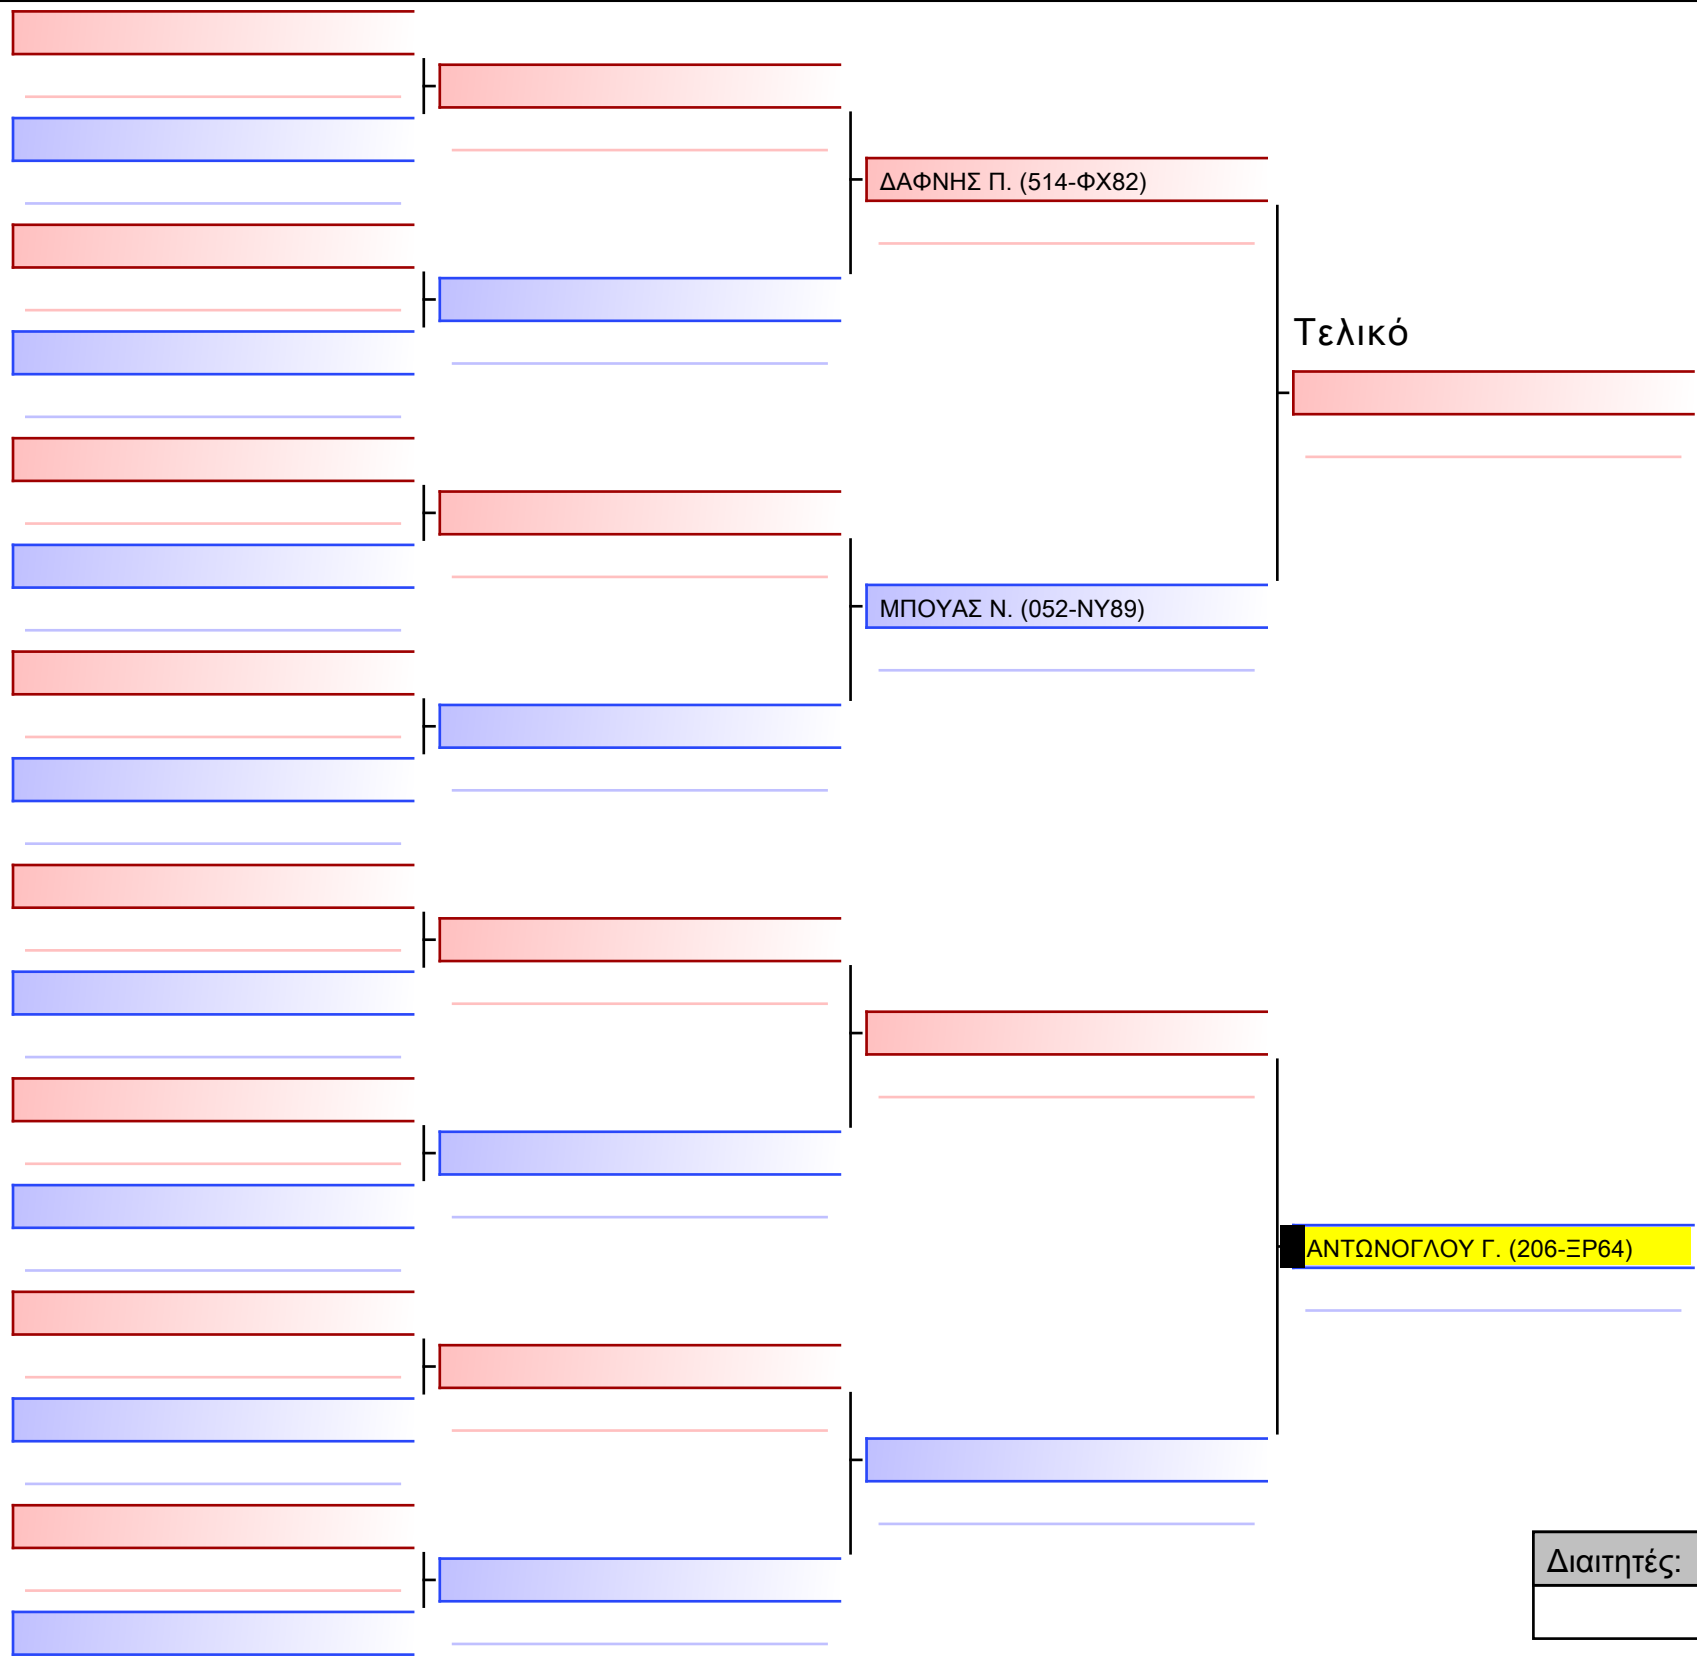 ΔΑΦΝΗΣ Π. (514-ΦΧ82)
Τελικό
ΜΠΟΥΑΣ Ν. (052-ΝΥ89)
ΑΝΤΩΝΟΓΛΟΥ Γ. (206-ΞΡ64)
Διαιτητές: